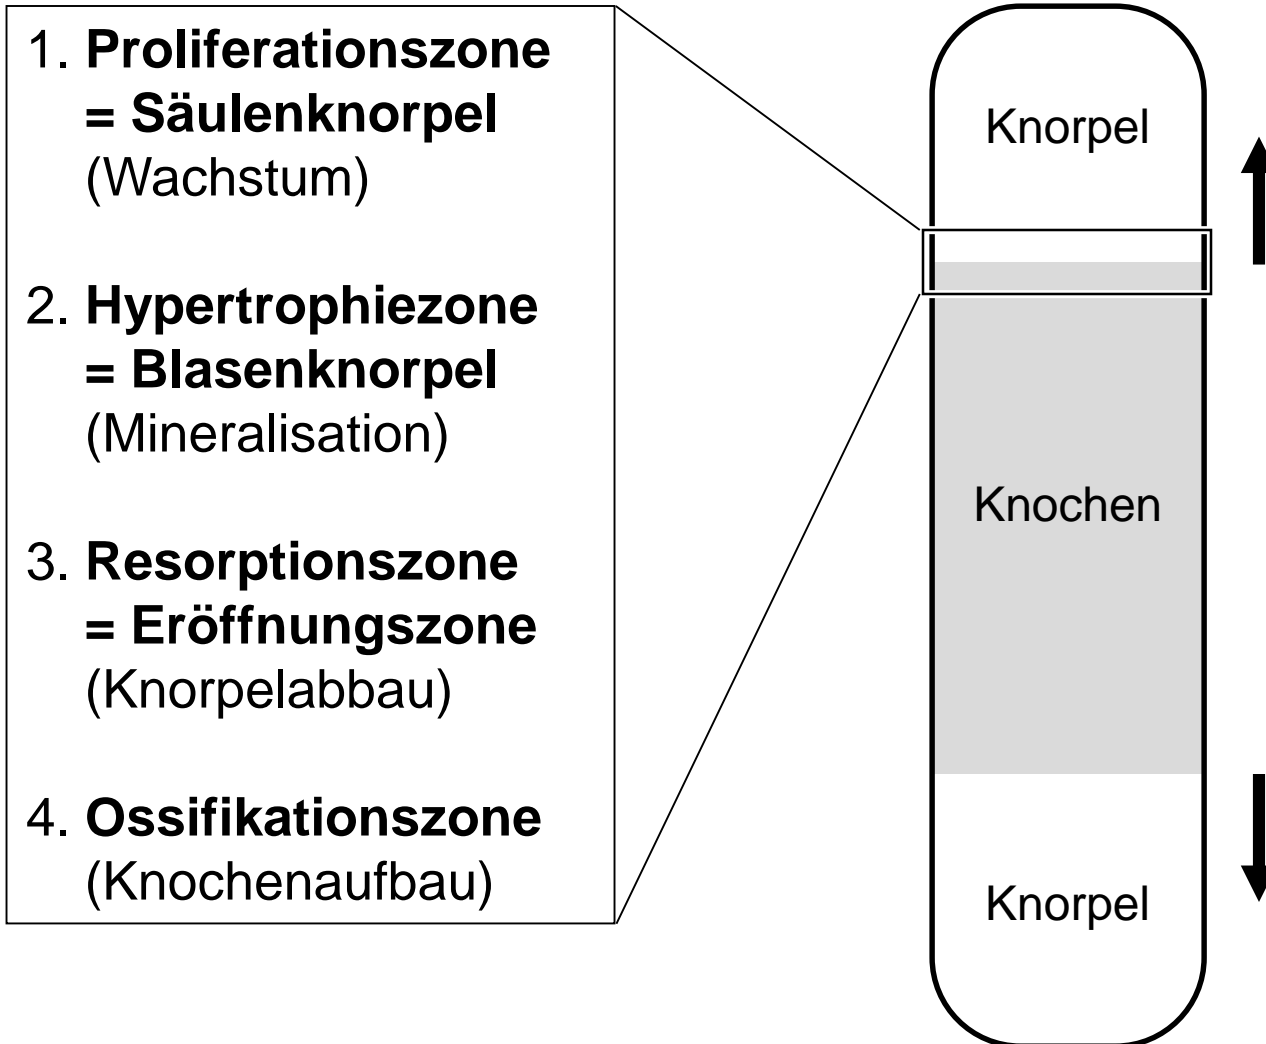 1. Proliferationszone
= Säulenknorpel
(Wachstum)
2. Hypertrophiezone
= Blasenknorpel
(Mineralisation)
3. Resorptionszone
= Eröffnungszone
(Knorpelabbau)
4. Ossifikationszone
(Knochenaufbau)
Knorpel
Knochen
Knorpel